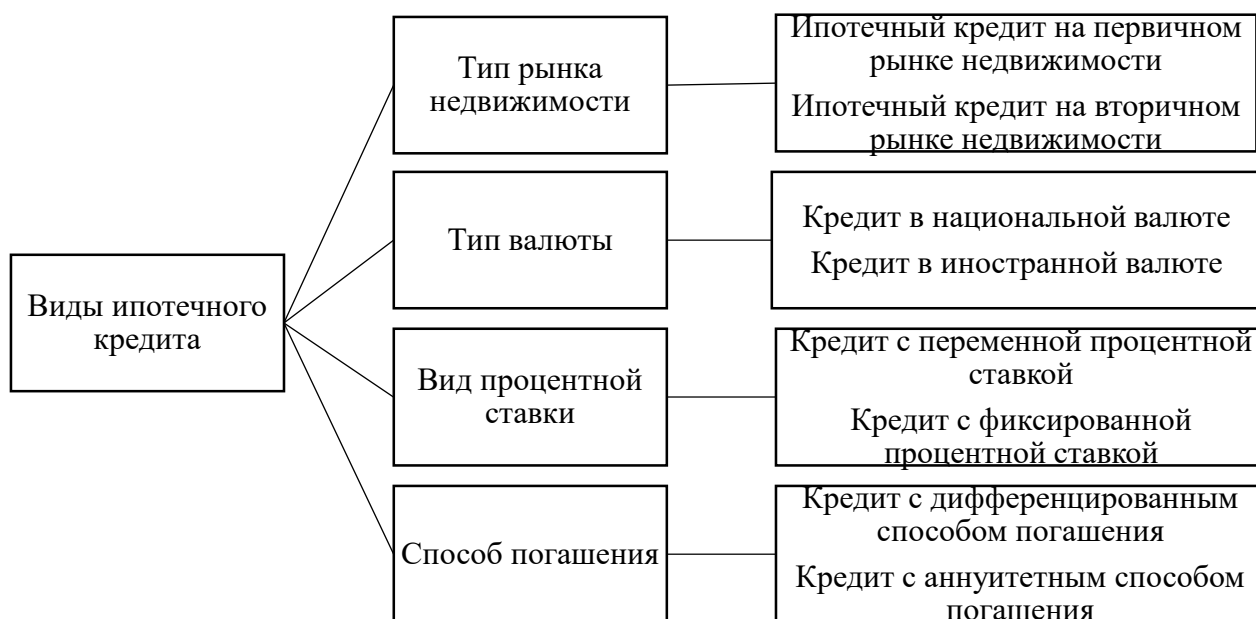 Виды ипотечного
кредита
Тип рынка
недвижимости
Ипотечный кредит на первичном
рынке недвижимости
Ипотечный кредит на вторичном
рынке недвижимости
Тип валюты
Кредит в национальной валюте
Кредит в иностранной валюте
Вид процентной
ставки
Кредит с переменной процентной
ставкой
Кредит с фиксированной
процентной ставкой
Способ погашения
Кредит с дифференцированным
способом погашения
Кредит с аннуитетным способом
погашения